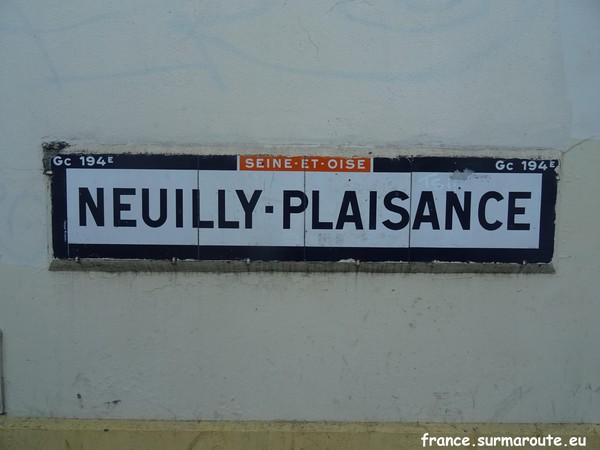 SEINE-ET-OISE
Gc 194E Gc 194E
NEUILLY-PLAISANCE
france.surmaroute.eu